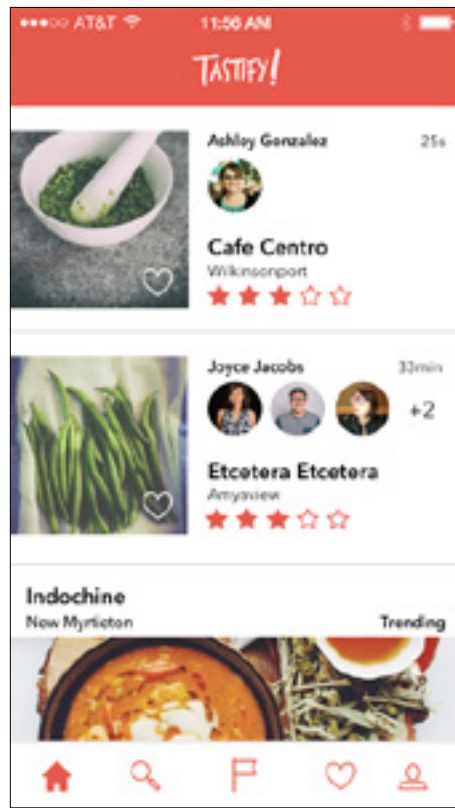 AT&T 11:56 AM
TASTIFY!
Ashley Gonzalez 25s
Cafe Centro
Wilkinsonport
Joyce Jacobs 33min
+2
Etcetera Etcetera
Amyaview
Indochine
New Myrtieton Trending